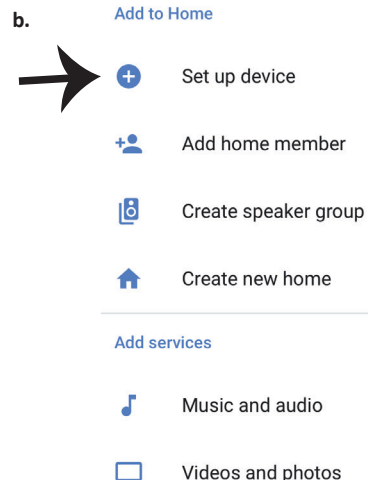 b.
Add to Home
Set up device
Add home member
Create speaker group
Create new home
Add services
Music and audio
Videos and photos